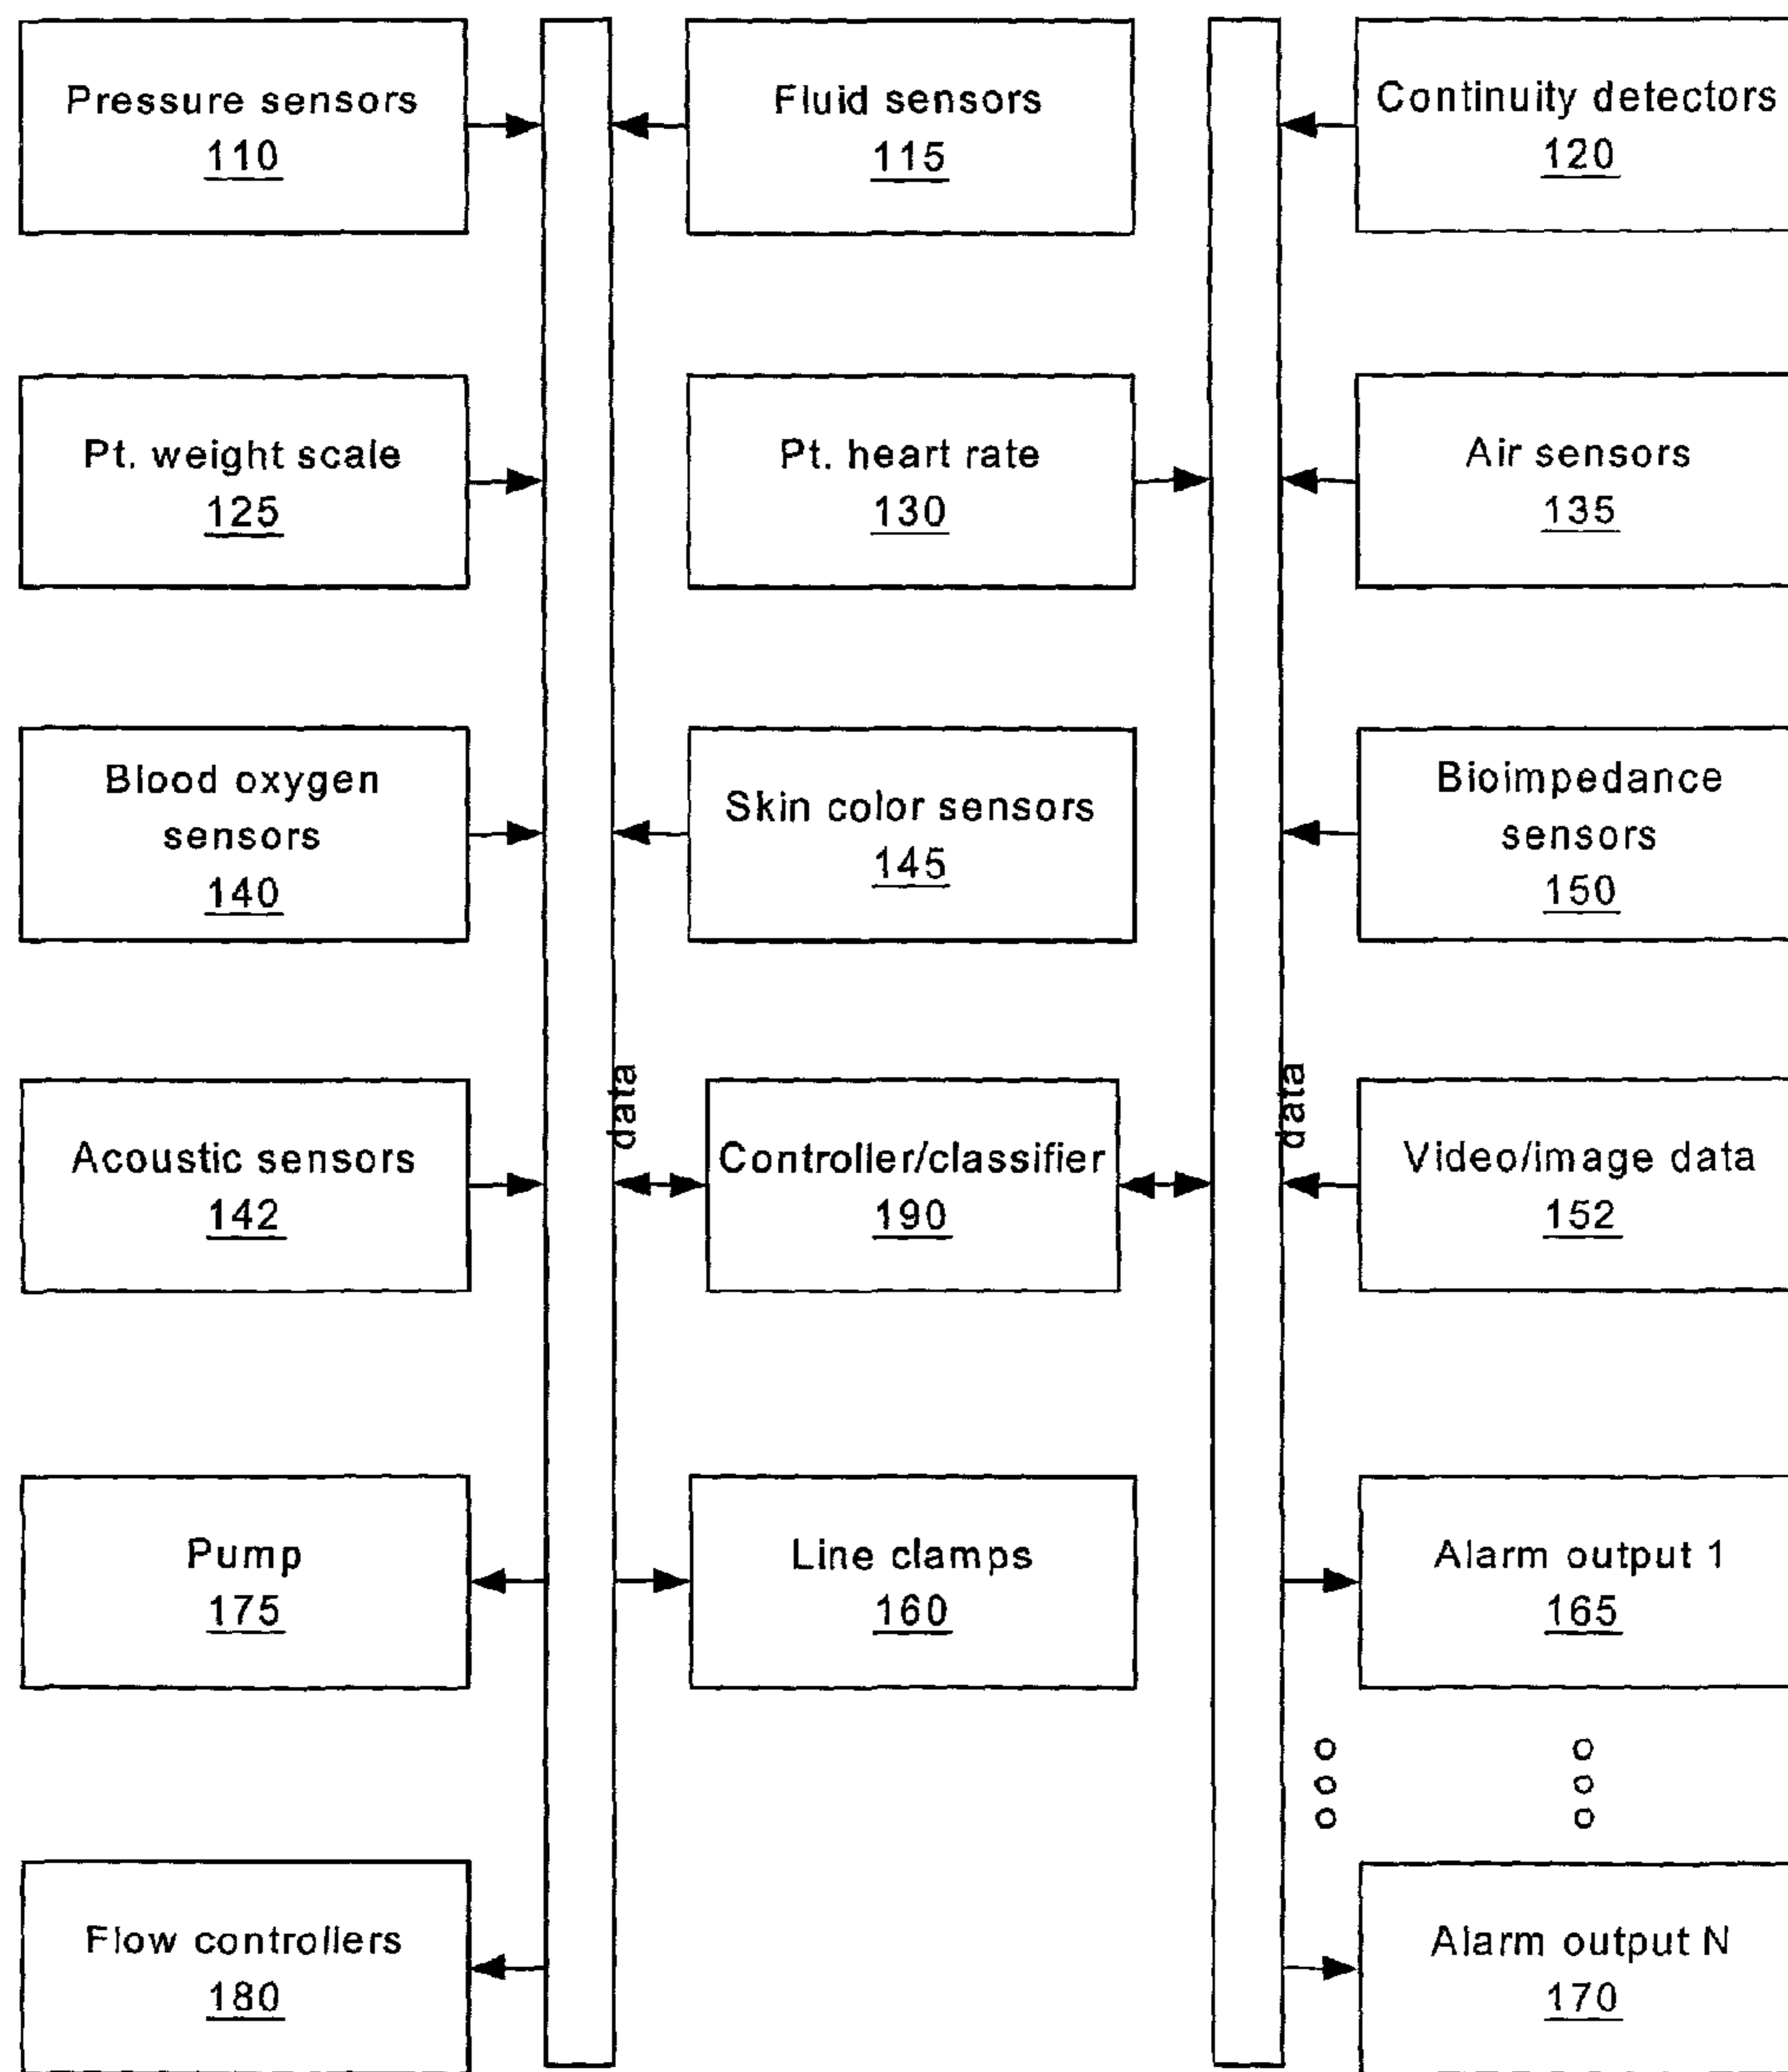 Pressure sensors
110
Fluid sensors
115
Continuity detectors
120
Pt. weight scale
125
Pt. heart rate
130
Air sensors
135
Blood oxygen
sensors
140
Skin color sensors
145
Bioimpedance
sensors
150
Acoustic sensors
142
data
Controller/classifier
190
data
Video/image data
152
Pump
175
Line clamps
160
Alarm output 1
165
Flow controllers
180
Alarm output N
170